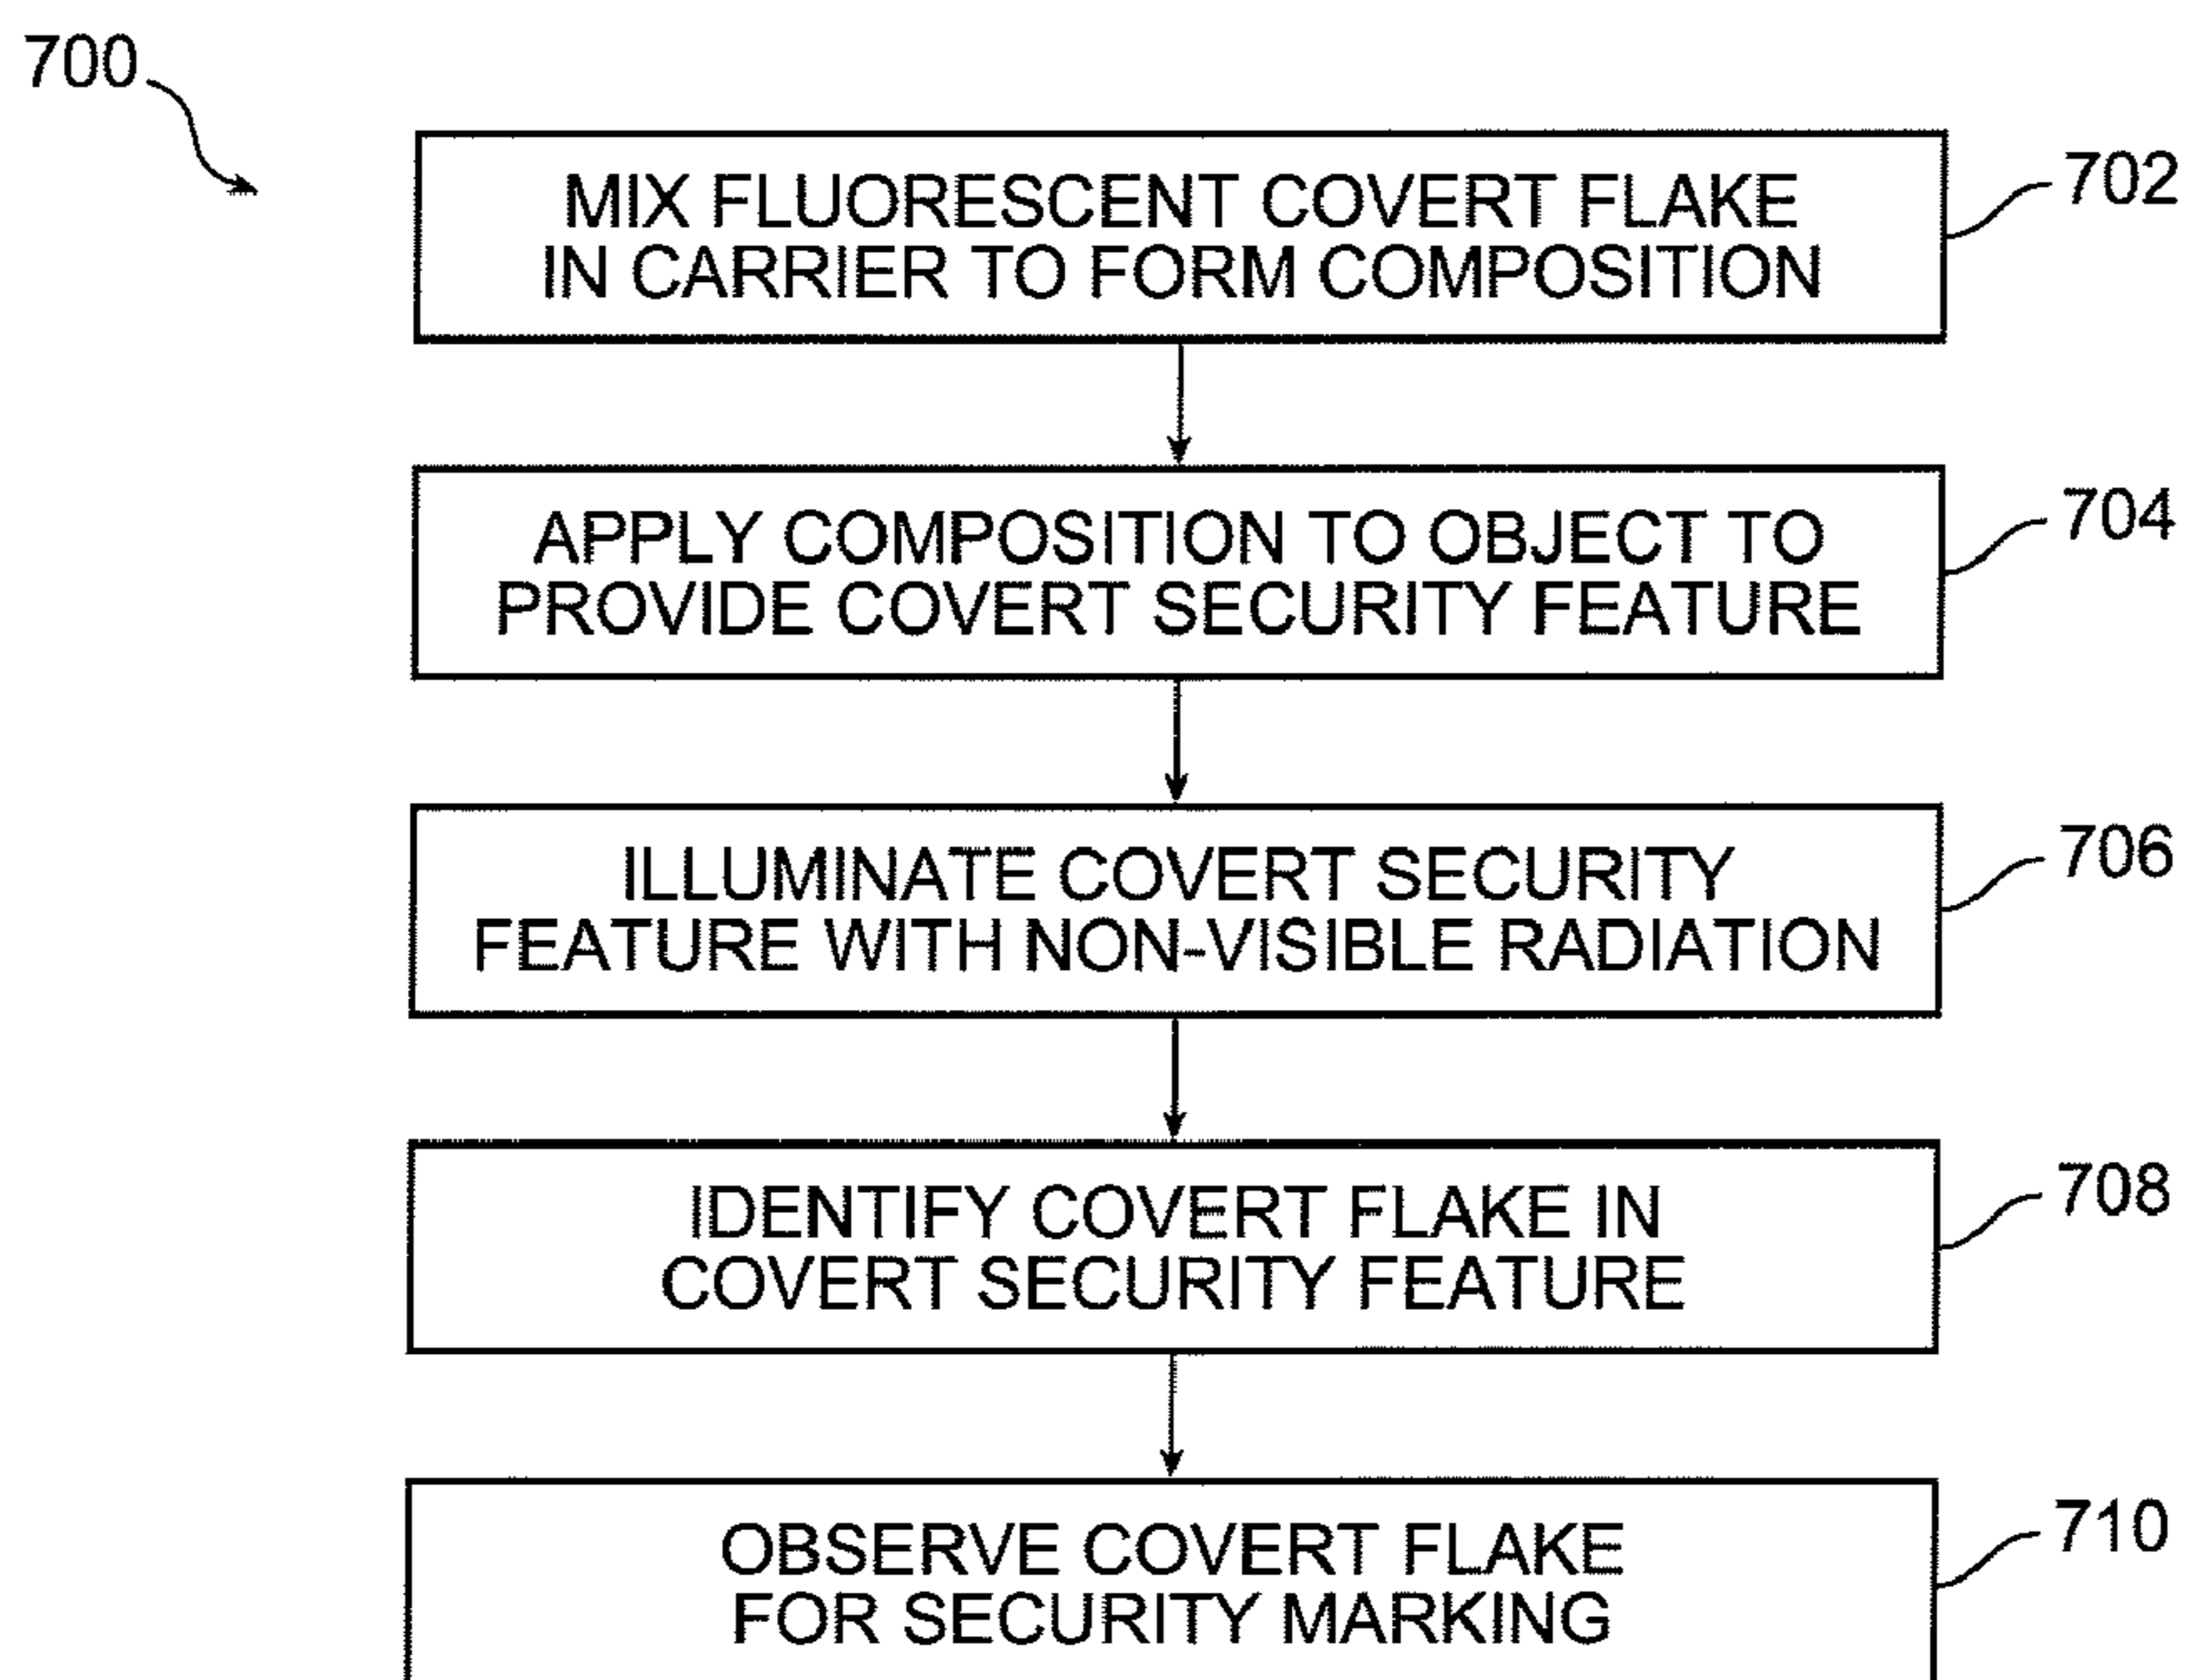 700
MIX FLUORESCENT COVERT FLAKE
IN CARRIER TO FORM COMPOSITION
702
APPLY COMPOSITION TO OBJECT TO
PROVIDE COVERT SECURITY FEATURE
704
ILLUMINATE COVERT SECURITY
FEATURE WITH NON-VISIBLE RADIATION
706
IDENTIFY COVERT FLAKE IN
COVERT SECURITY FEATURE
708
OBSERVE COVERT FLAKE
FOR SECURITY MARKING
710